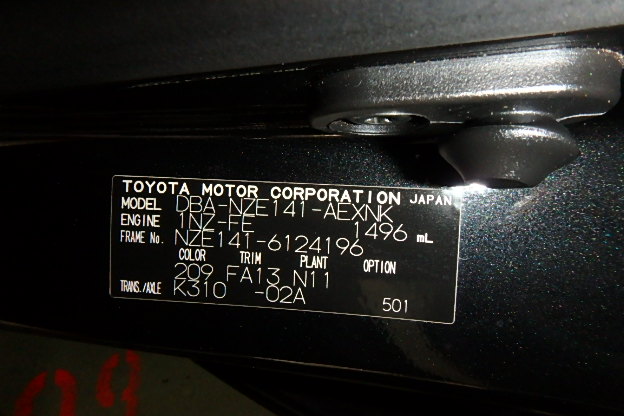 TOYOTA MOTOR CORPORATION JAPAN
MODEL DBA-NZE141-AEXNK
ENGINE 1NZ-FE 1496 mL
FRAME No. NZE141-6124196
COLOR TRIM PLANT OPTION
209 FA13 N11
TRANS./AXLE K310 -02A 501